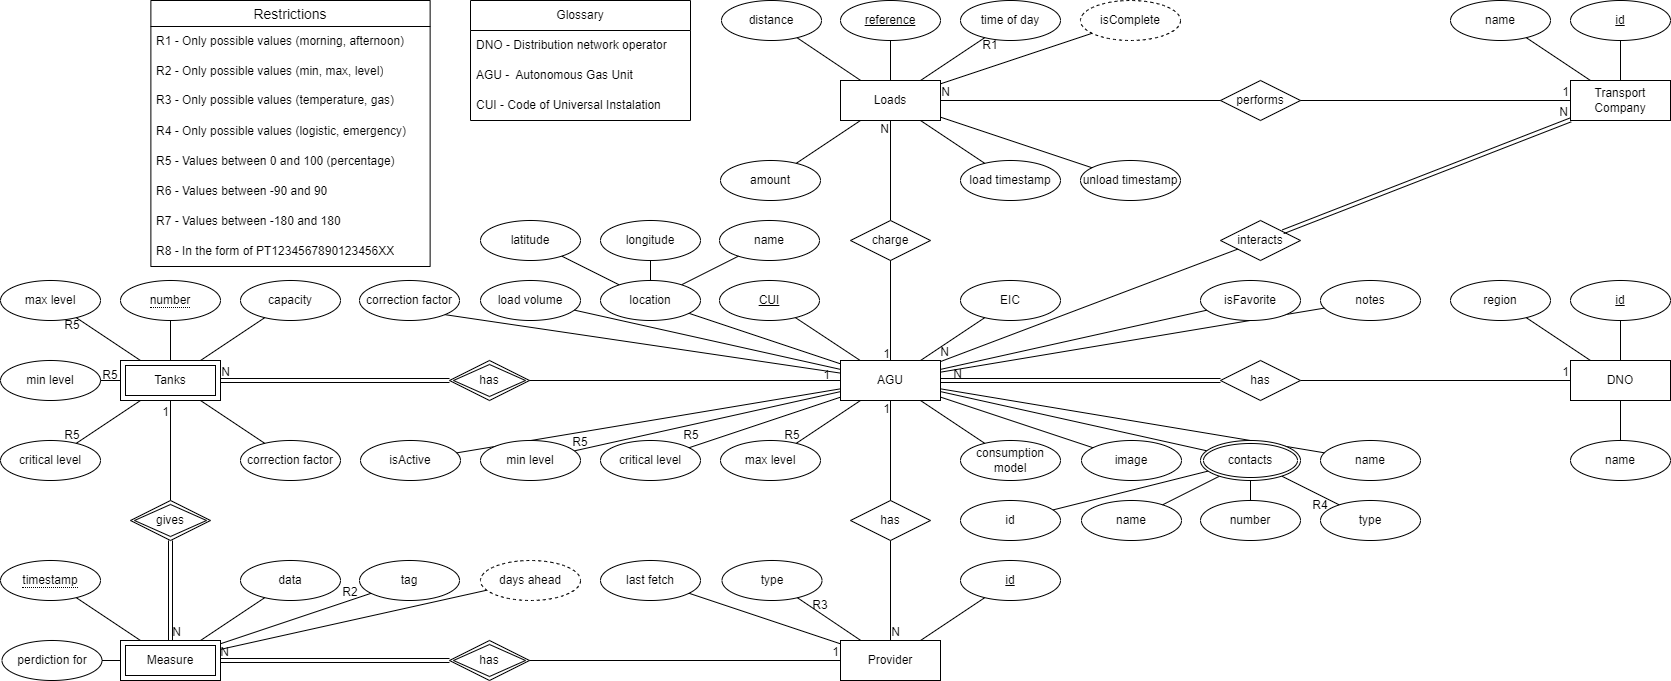 Restrictions
R1 - Only possible values (morning, afternoon)
R2 - Only possible values (min, max, level)
R3 - Only possible values (temperature, gas)
R4 - Only possible values (logistic, emergency)
R5 - Values between 0 and 100 (percentage)
R6 - Values between -90 and 90
R7 - Values between -180 and 180
R8 - In the form of PT1234567890123456XX
Glossary
DNO - Distribution network operator
AGU - Autonomous Gas Unit
CUI - Code of Universal Instalation
distance
reference
time of day
isComplete
R1
name
id
Loads
N
performs
1
Transport
Company
N
N
amount
load timestamp
unload timestamp
charge
interacts
latitude
longitude
name
max level
number
capacity
correction factor
load volume
location
CUI
EIC
isFavorite
notes
region
id
R5
1
N
min level
R5
Tanks
N
has
1
AGU
N
has
1
DNO
1
1
critical level
R5
correction factor
isActive
min level
R5
critical level
R5
max level
R5
consumption
model
image
contacts
name
name
gives
has
id
name
number
R4
type
timestamp
data
tag
R2
days ahead
last fetch
type
R3
id
N
N
perdiction for
Measure
N
has
1
Provider